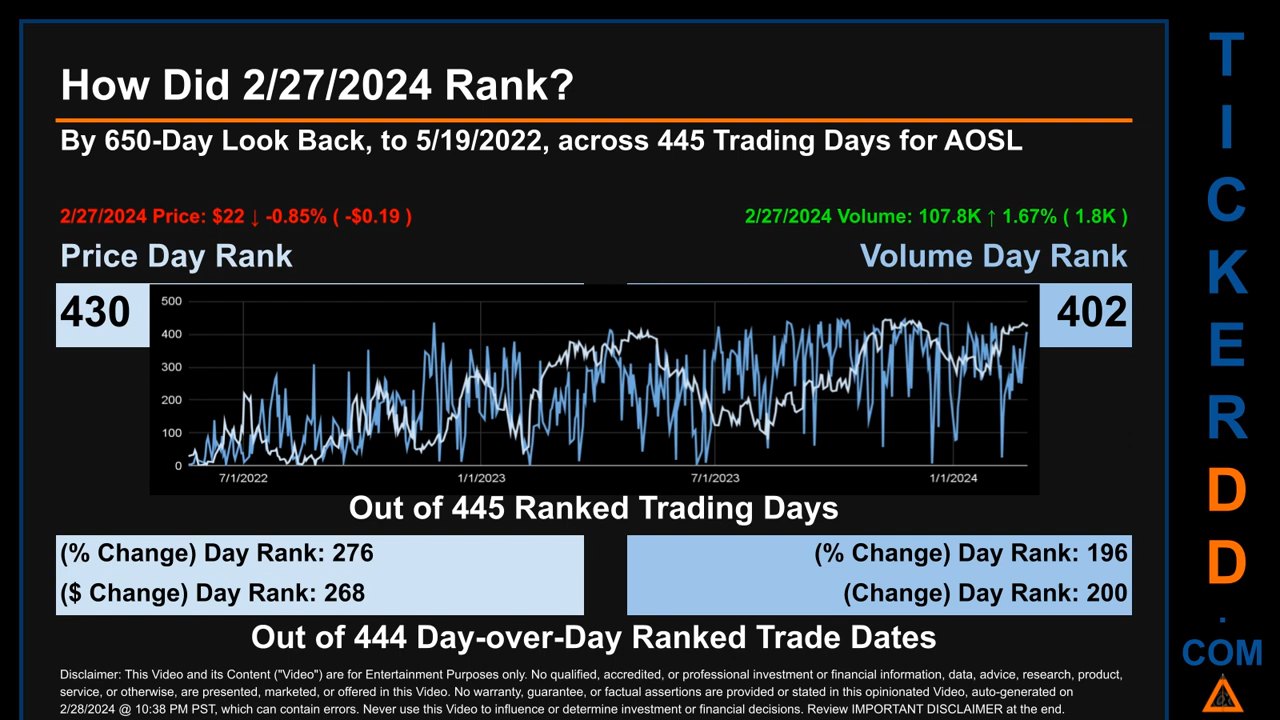 How Did 2/27/2024 Rank?
By 650-Day Look Back, to 5/19/2022, across 445 Trading Days for AOSL
2/27/2024 Price: $22 ↓ -0.85% ( -$0.19 )
2/27/2024 Volume: 107.8K ↑ 1.67% ( 1.8K )
Price Day Rank
Volume Day Rank
430
402
500
400
300
200
100
0
7/1/2022
1/1/2023
7/1/2023
1/1/2024
Out of 445 Ranked Trading Days
(% Change) Day Rank: 276
($ Change) Day Rank: 268
(% Change) Day Rank: 196
(Change) Day Rank: 200
Out of 444 Day-over-Day Ranked Trade Dates
Disclaimer: This Video and its Content ("Video") are for Entertainment Purposes only. No qualified, accredited, or professional investment or financial information, data, advice, research, product,
service, or otherwise, are presented, marketed, or offered in this Video. No warranty, guarantee, or factual assertions are provided or stated in this opinionated Video, auto-generated on
2/28/2024 @ 10:38 PM PST, which can contain errors. Never use this Video to influence or determine investment or financial decisions. Review IMPORTANT DISCLAIMER at the end.
T
I
C
K
E
R
D
D
.
COM